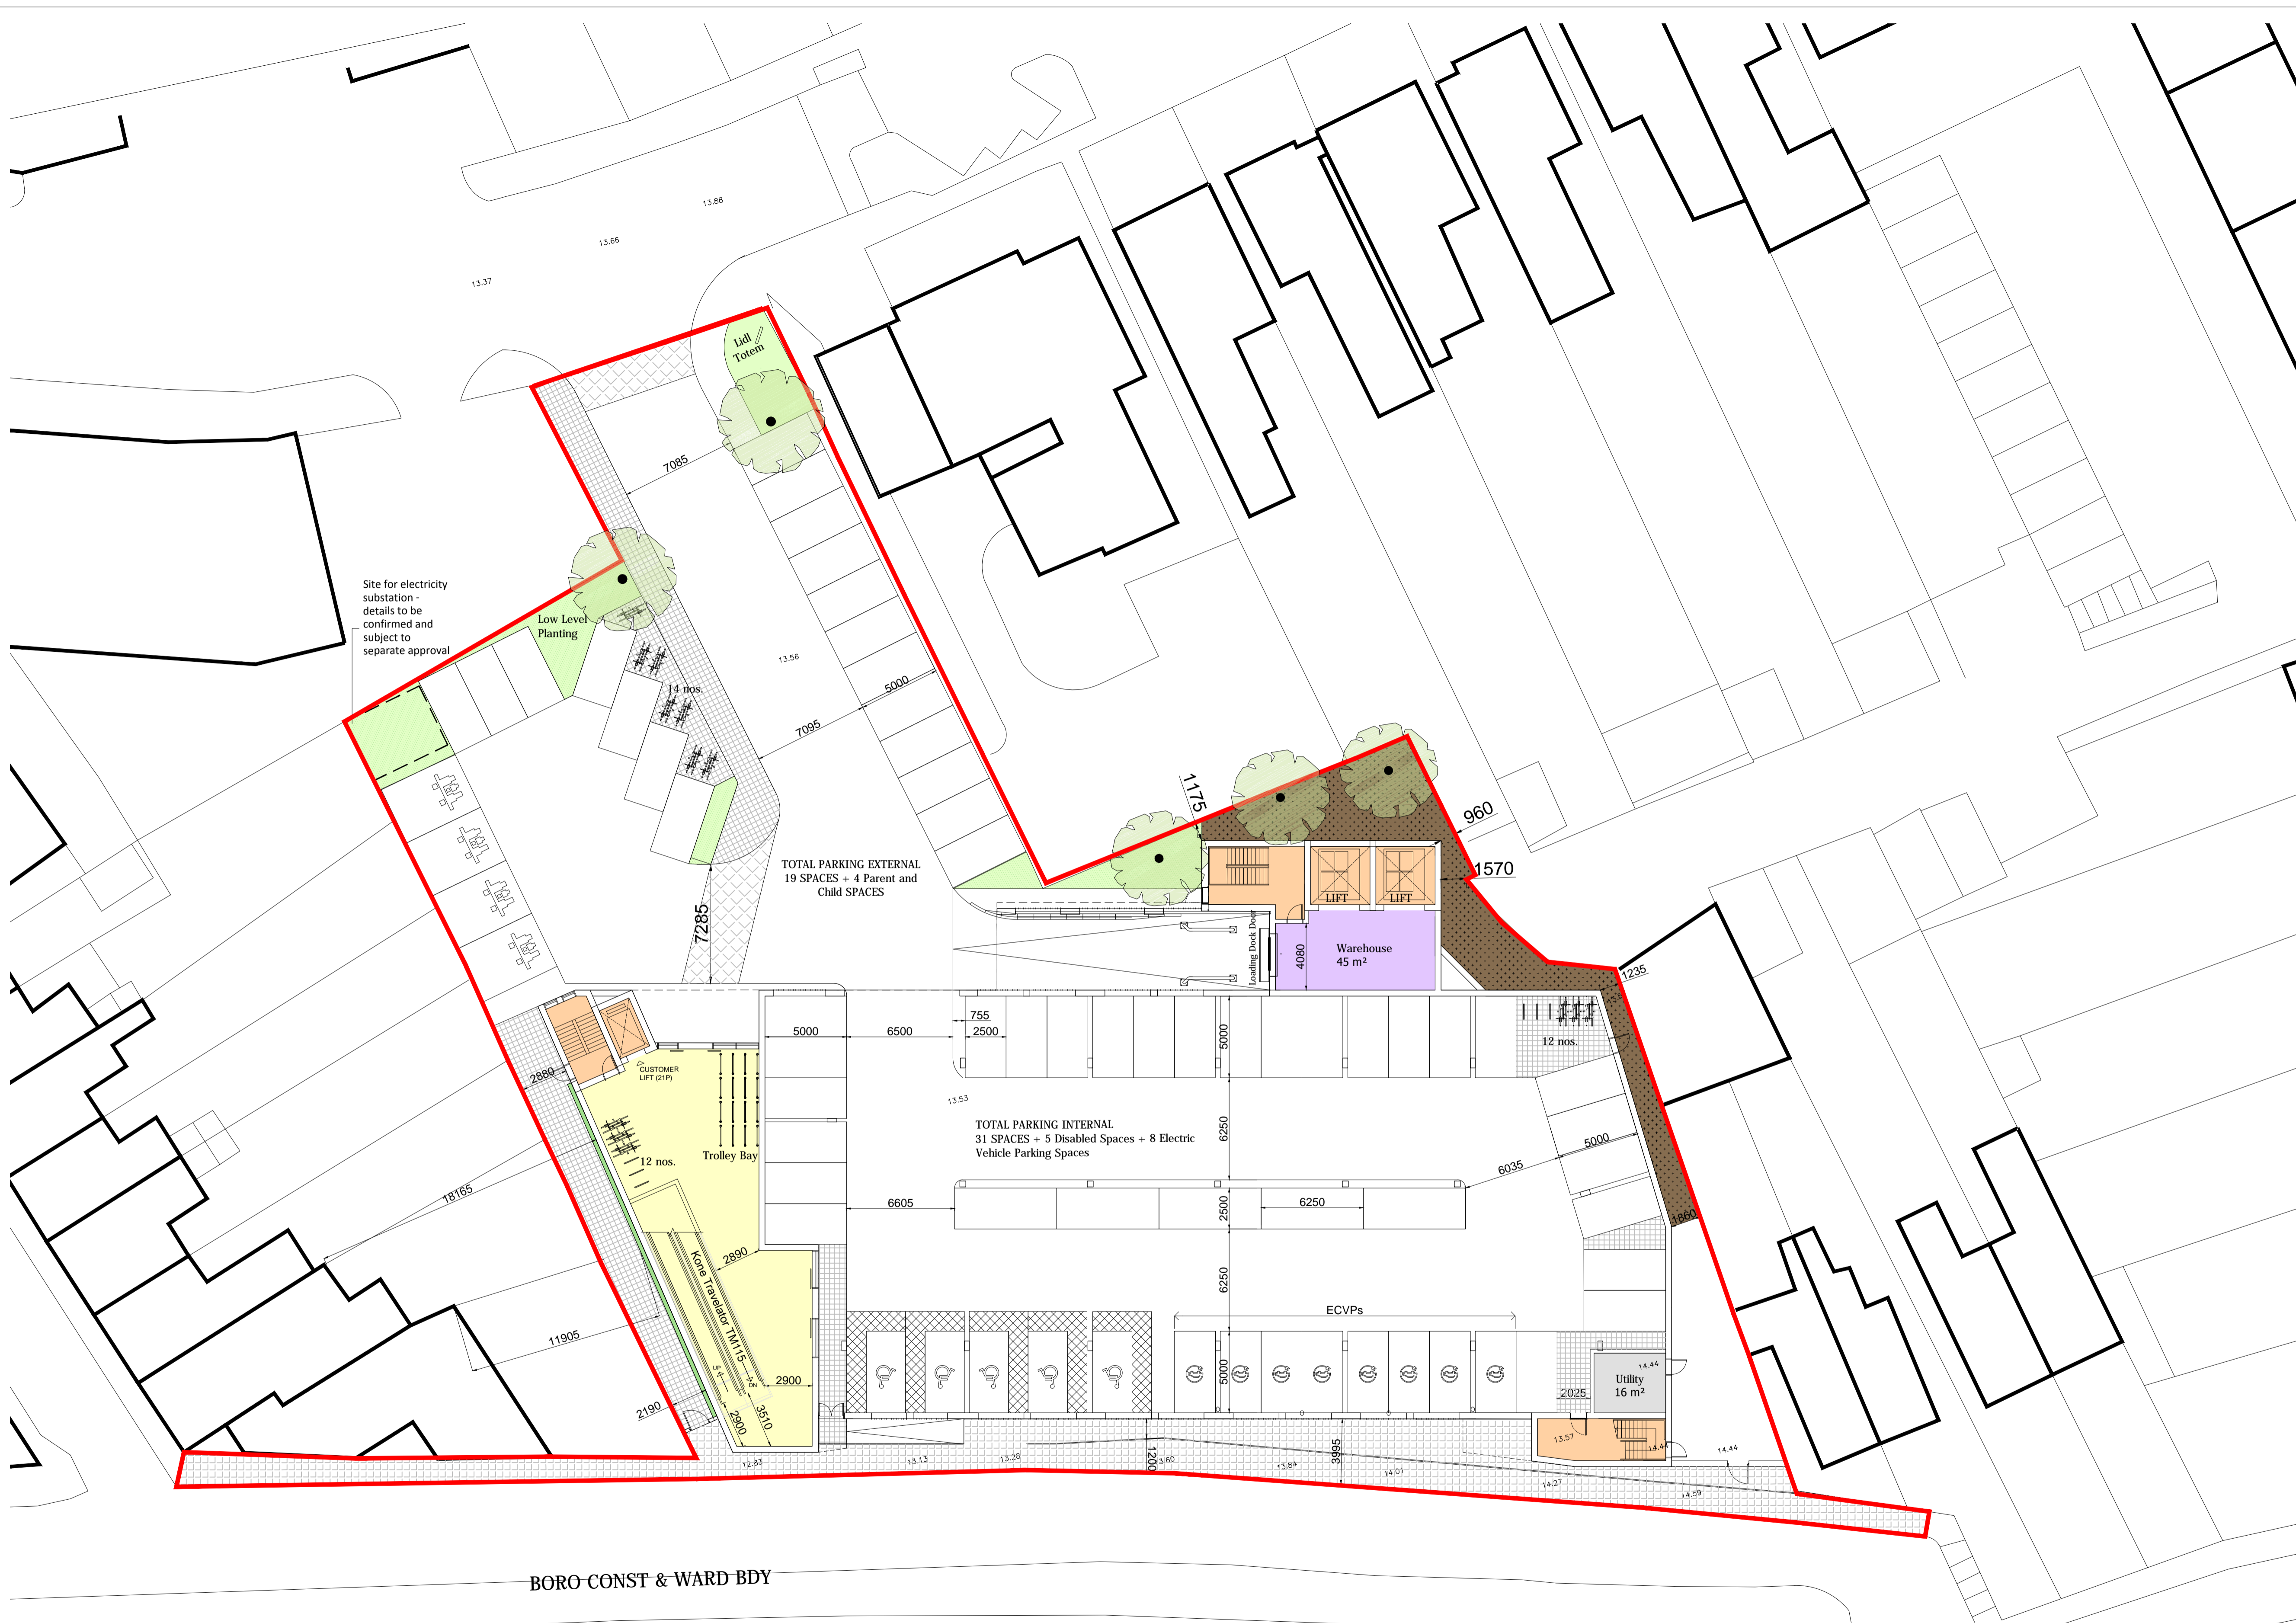 13.88
13.66
13.37
Lidl
Totem
7085
Site for electricity
substation -
details to be
confirmed and
subject to
separate approval
Low Level
Planting
13.56
14 nos.
5000
7095
1175
960
TOTAL PARKING EXTERNAL
19 SPACES + 4 Parent and
Child SPACES
1570
LIFT
LIFT
7285
Loading Dock Door
4080
Warehouse
45 m²
1235
755
5000
6500
2500
5000
12 nos.
2880
CUSTOMER
LIFT (21P)
13.53
TOTAL PARKING INTERNAL
31 SPACES + 5 Disabled Spaces + 8 Electric
Vehicle Parking Spaces
6250
5000
12 nos.
Trolley Bay
6035
18165
6605
2500
6250
1860
2890
Kone Travelator TM115
6250
ECVPs
11905
UP
DN
2900
5000
14.44
Utility
16 m²
2025
2190
2900
3510
13.57
14.44
14.44
12.83
13.13
13.28
1200
13.60
13.84
3995
14.01
14.27
14.59
BORO CONST & WARD BDY